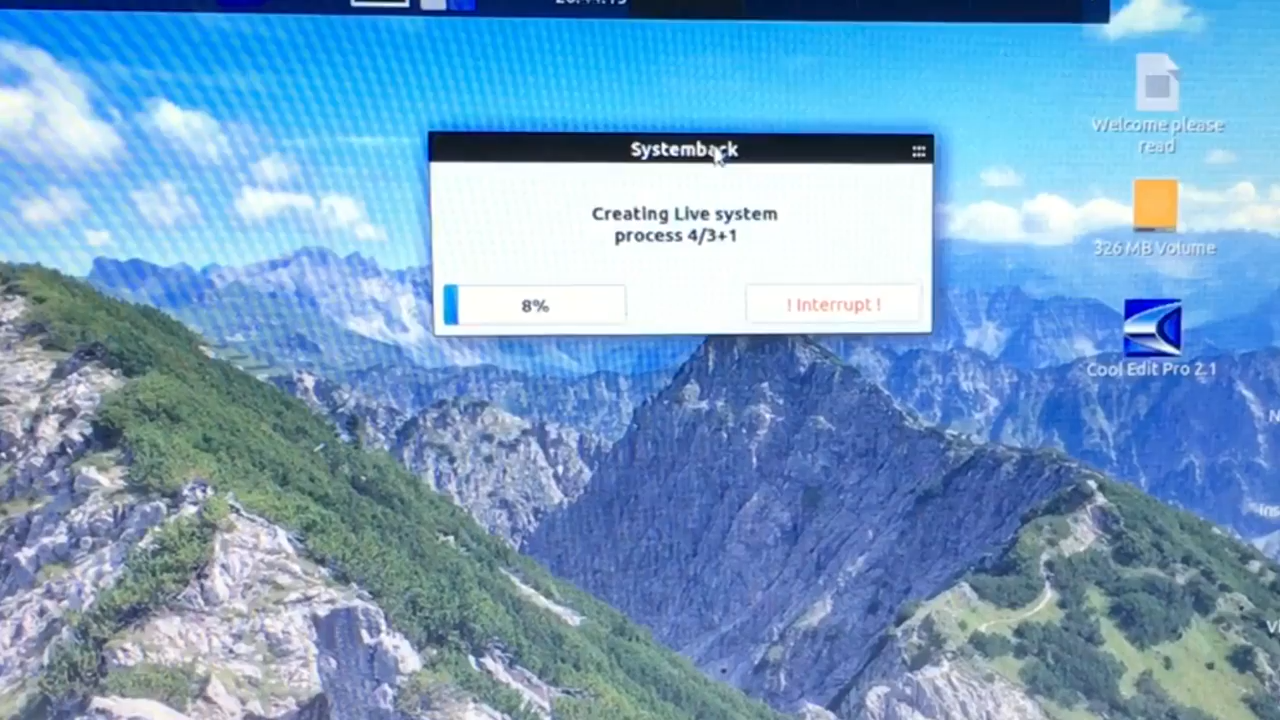 Systemback
Creating Live system
process 4/3+1
8%
! Interrupt !
Welcome please
read
326 MB Volume
Cool Edit Pro 2.1